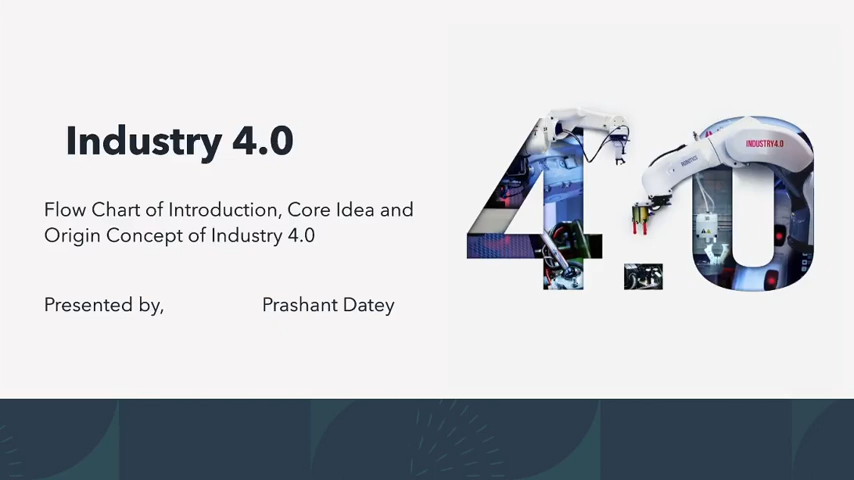 Industry 4.0
Flow Chart of Introduction, Core Idea and
Origin Concept of Industry 4.0
Presented by, Prashant Datey
4.0
INDUSTRY4.0
ROBOTICS